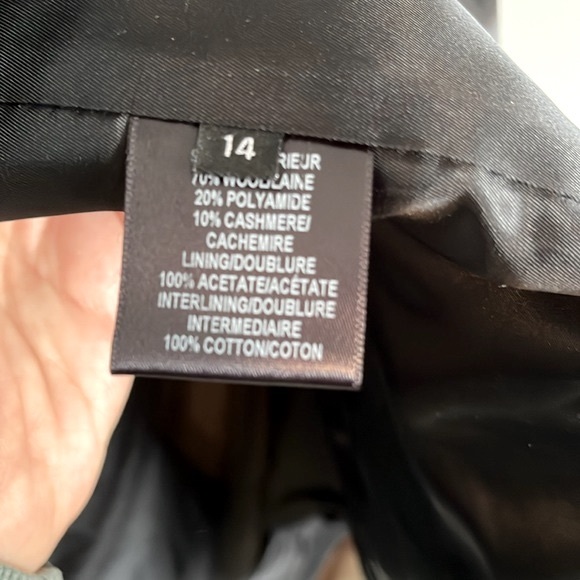 14
RIEUR
70% WOOL/LAINE
20% POLYAMIDE
10% CASHMERE/
CACHEMIRE
LINING/DOUBLURE
100% ACETATE/ACÉTATE
INTERLINING/DOUBLURE
INTERMEDIAIRE
100% COTTON/COTON